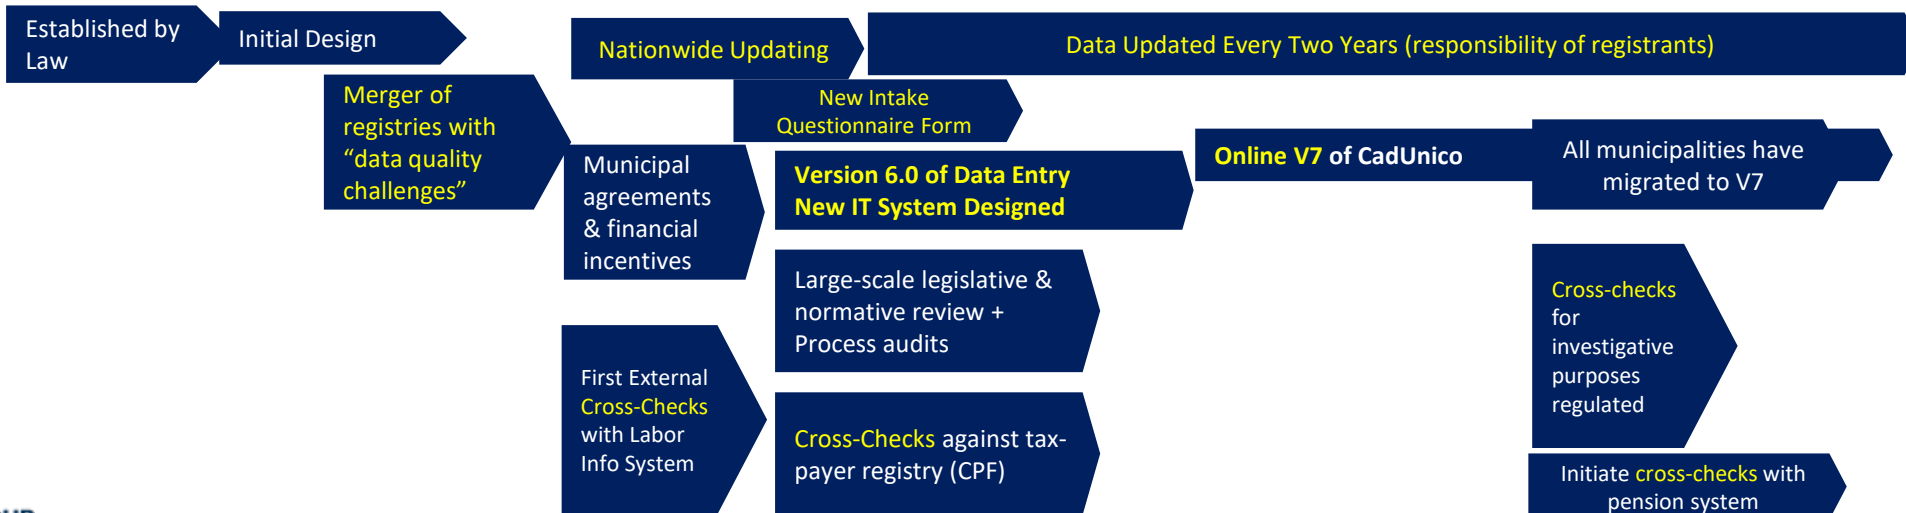 Established by
Law
Initial Design
Nationwide Updating
Data Updated Every Two Years (responsibility of registrants)
Merger of
registries with
“data quality
challenges”
New Intake
Questionnaire Form
Municipal
agreements
& financial
incentives
Version 6.0 of Data Entry
New IT System Designed
Online V7 of CadUnico
All municipalities have
migrated to V7
Large-scale legislative &
normative review +
Process audits
First External
Cross-Checks
with Labor
Info System
Cross-Checks against tax-
payer registry (CPF)
Cross-checks
for
investigative
purposes
regulated
Initiate cross-checks with
pension system